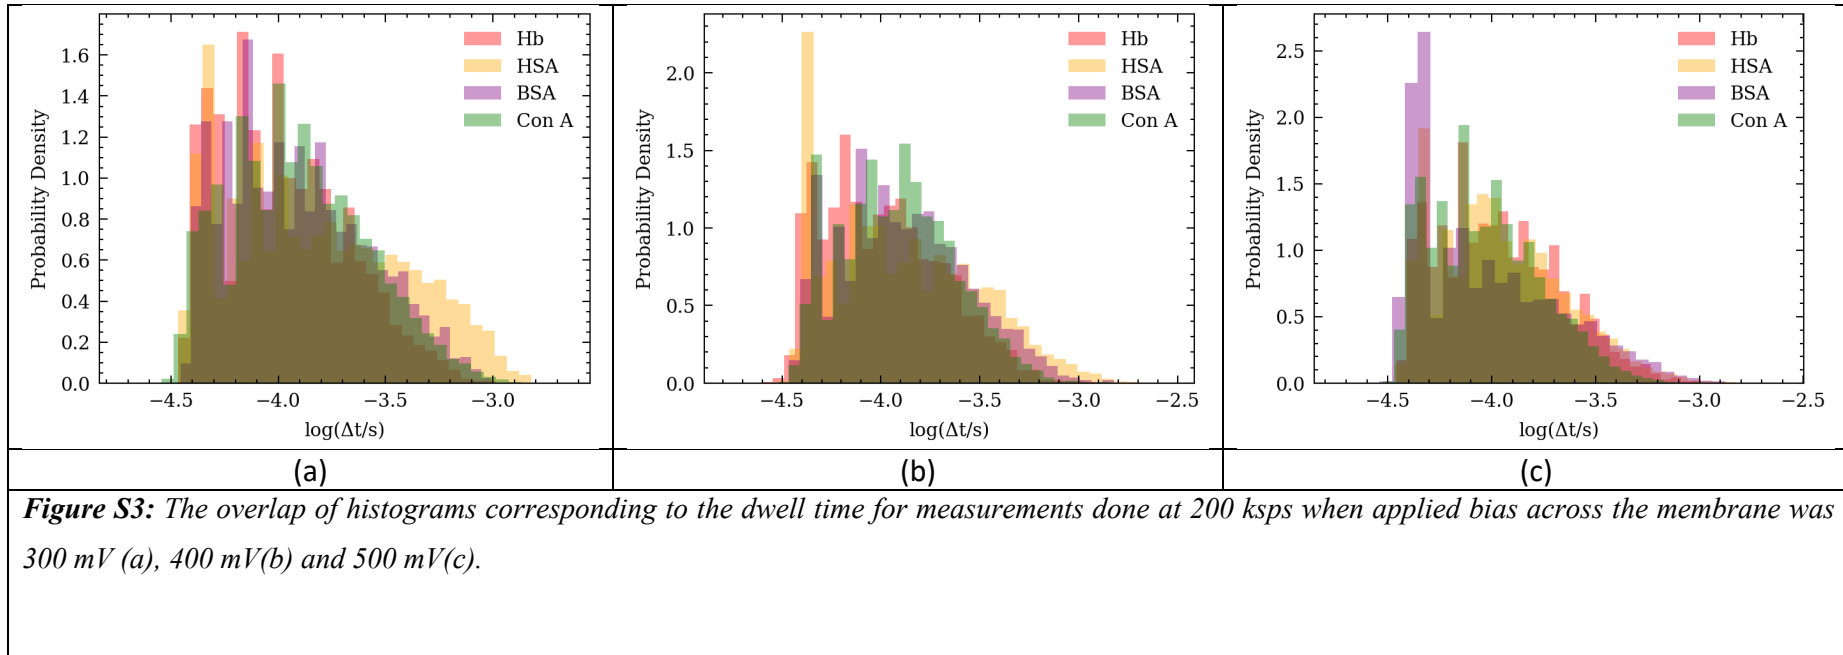 Probability Density
1.6
1.4
1.2
1.0
0.8
0.6
0.4
0.2
0.0
Hb
HSA
BSA
Con A
−4.5 −4.0 −3.5 −3.0
log(Δt/s)
Probability Density
2.0
1.5
1.0
0.5
0.0
Hb
HSA
BSA
Con A
−4.5 −4.0 −3.5 −3.0 −2.5
log(Δt/s)
Probability Density
2.5
2.0
1.5
1.0
0.5
0.0
Hb
HSA
BSA
Con A
−4.5 −4.0 −3.5 −3.0 −2.5
log(Δt/s)
(a) (b) (c)
Figure S3: The overlap of histograms corresponding to the dwell time for measurements done at 200 ksps when applied bias across the membrane was
300 mV (a), 400 mV(b) and 500 mV(c).